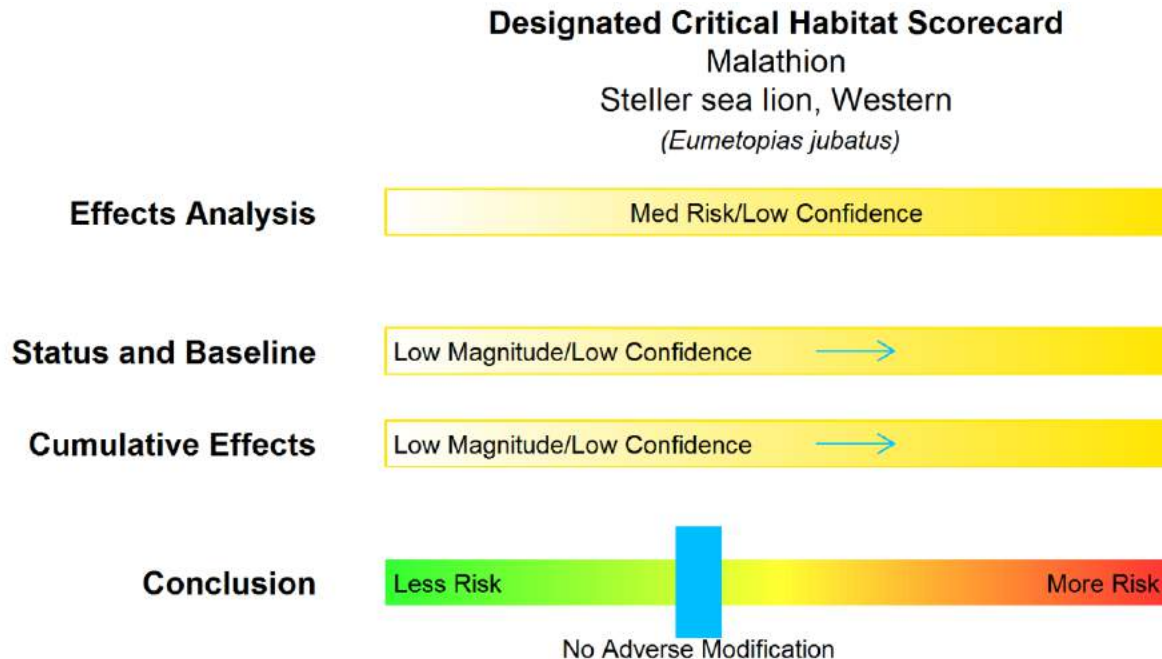 Designated Critical Habitat Scorecard
Malathion
Steller sea lion, Western
(Eumetopias jubatus)
Effects Analysis
Med Risk/Low Confidence
Status and Baseline
Low Magnitude/Low Confidence
Cumulative Effects
Low Magnitude/Low Confidence
Conclusion
Less Risk
More Risk
No Adverse Modification